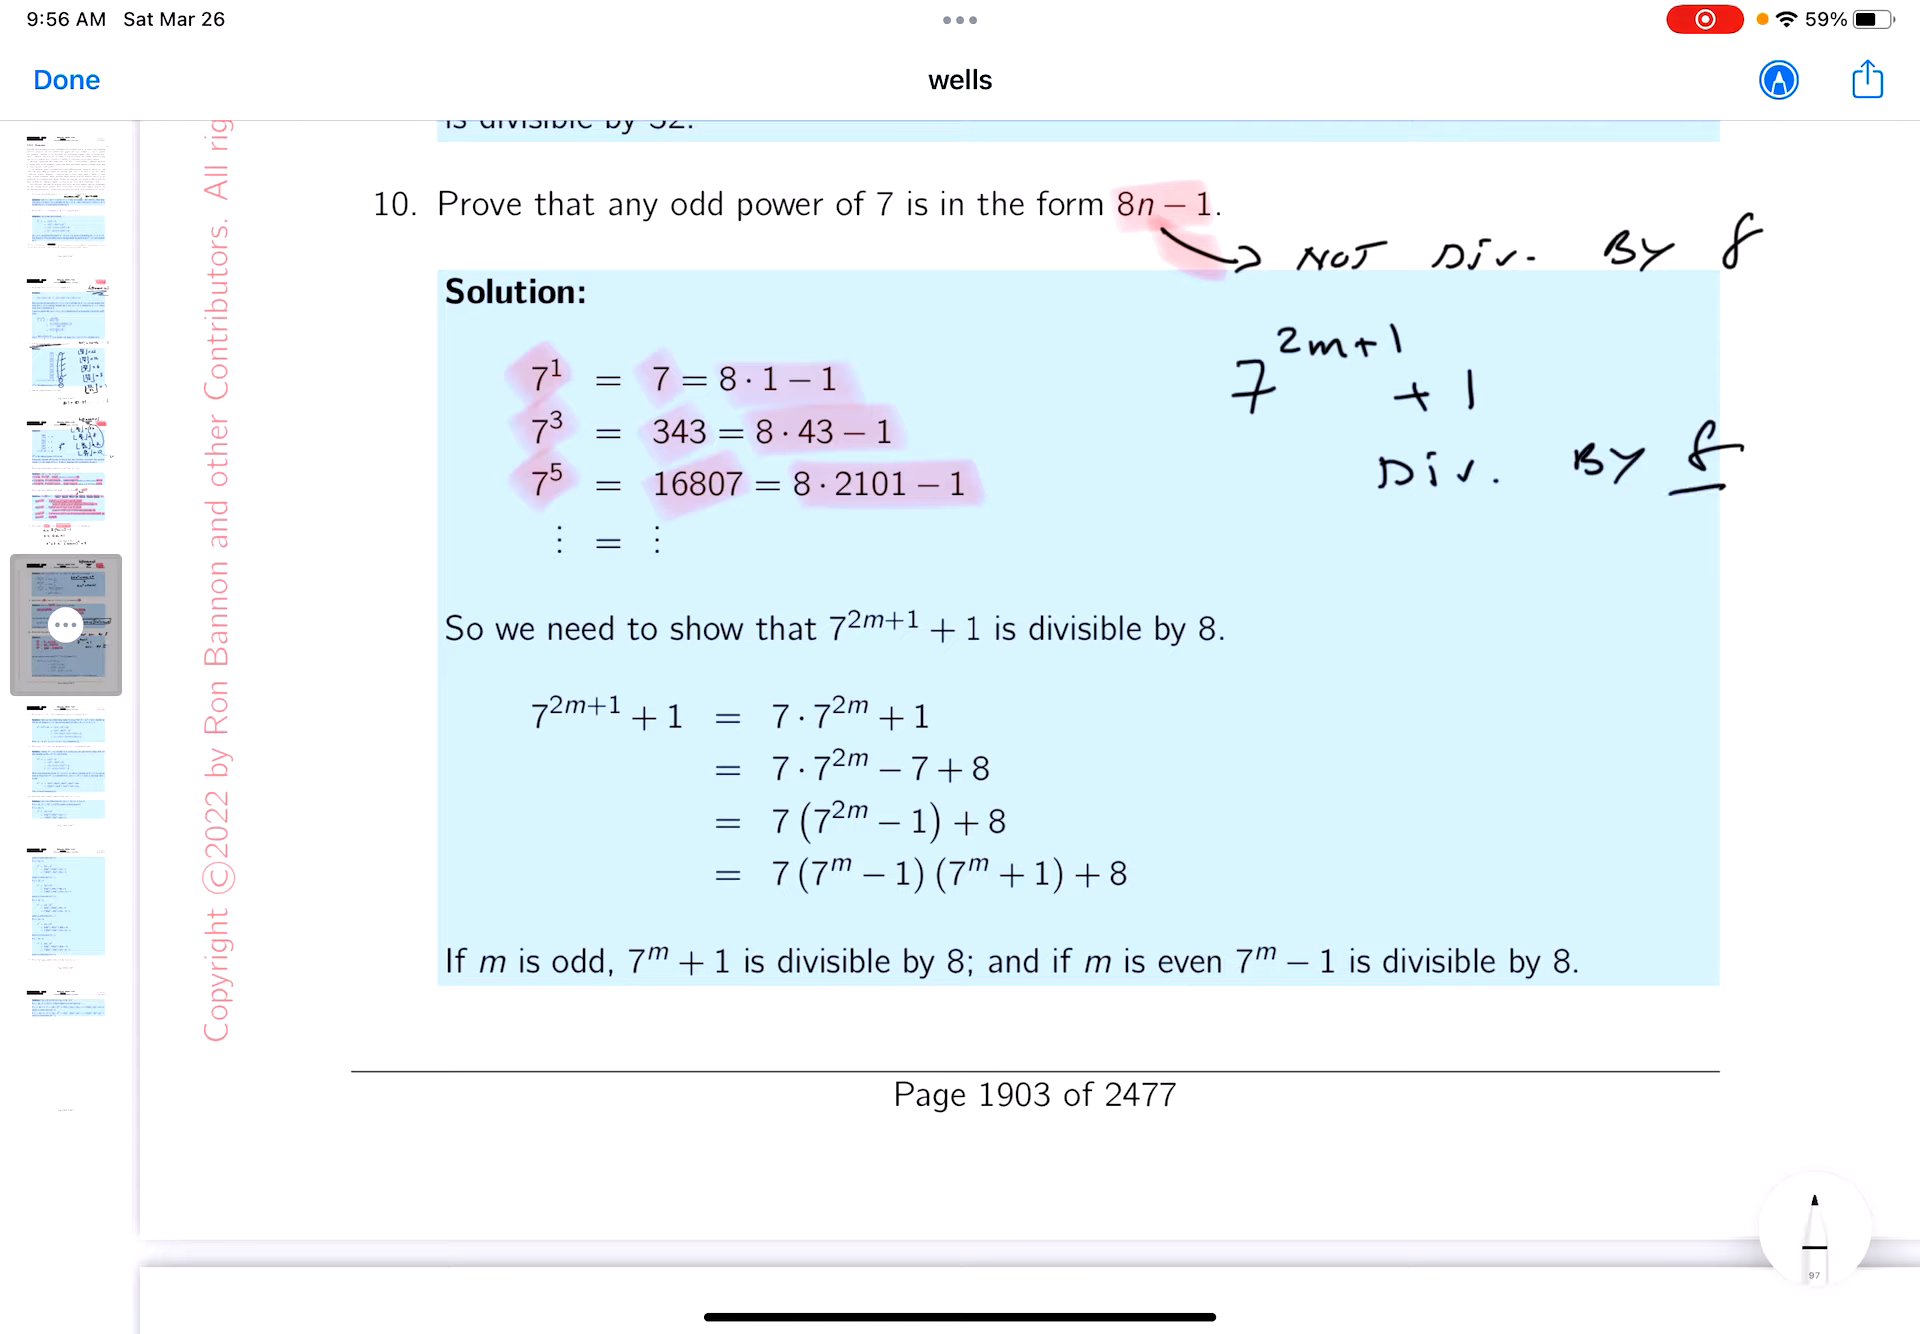 9:56 AM Sat Mar 26
59%
Done
wells
is divisible by 32.
10. Prove that any odd power of 7 is in the form 8n − 1.
NOT Div. By 8
Solution:
7^1 = 7 = 8 · 1 − 1
7^3 = 343 = 8 · 43 − 1
7^5 = 16807 = 8 · 2101 − 1
⋮ = ⋮
7^{2m+1} + 1
Div. By 8
So we need to show that 7^{2m+1} + 1 is divisible by 8.
7^{2m+1} + 1 = 7 · 7^{2m} + 1
= 7 · 7^{2m} − 7 + 8
= 7 (7^{2m} − 1) + 8
= 7 (7^m − 1) (7^m + 1) + 8
If m is odd, 7^m + 1 is divisible by 8; and if m is even 7^m − 1 is divisible by 8.
Page 1903 of 2477
Copyright ©2022 by Ron Bannon and other Contributors. All rig
97